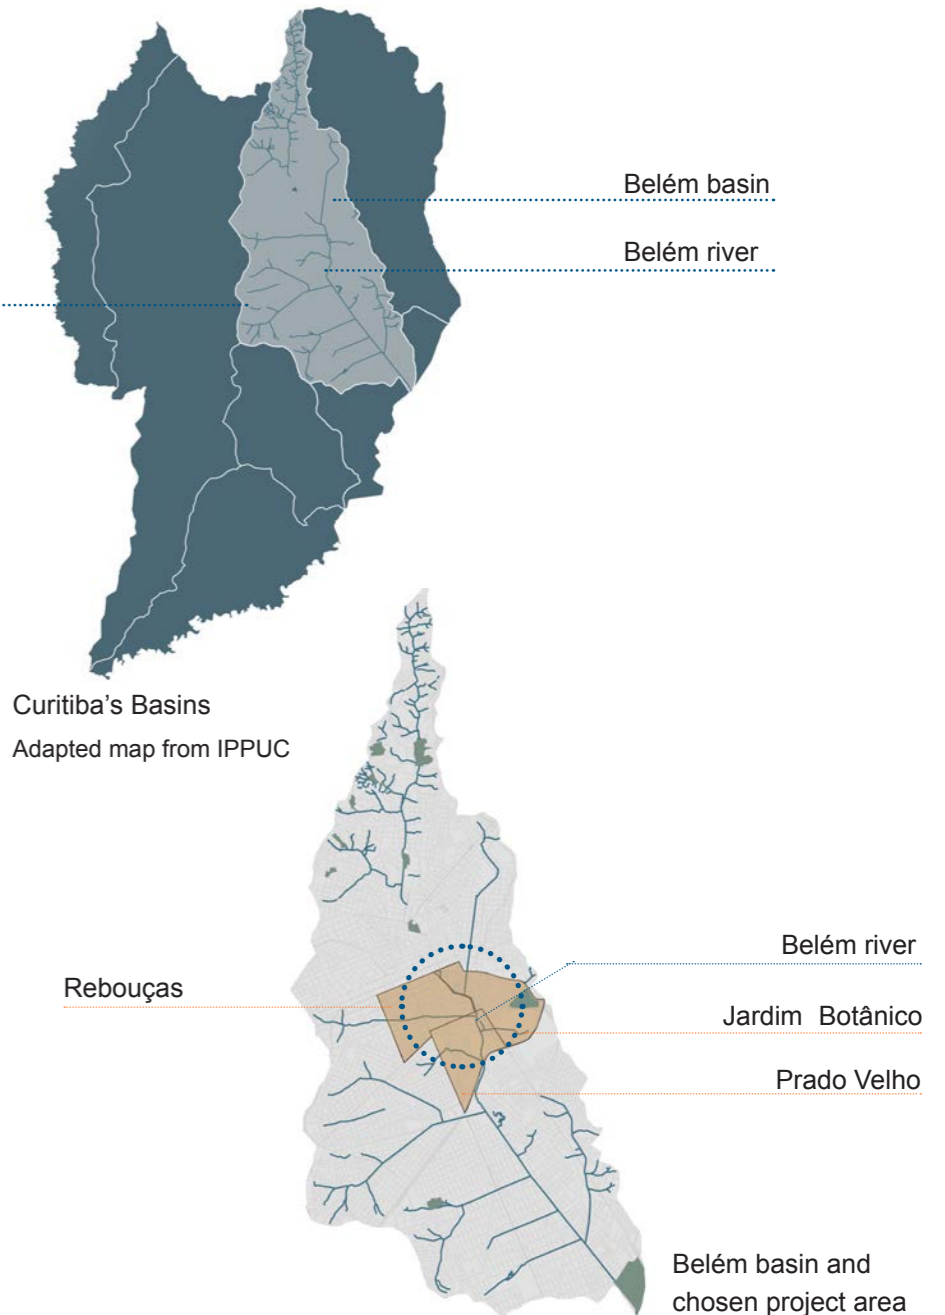 Belém basin
Belém river
Curitiba's Basins
Adapted map from IPPUC
Belém river
Rebouças
Jardim Botânico
Prado Velho
Belém basin and
chosen project area